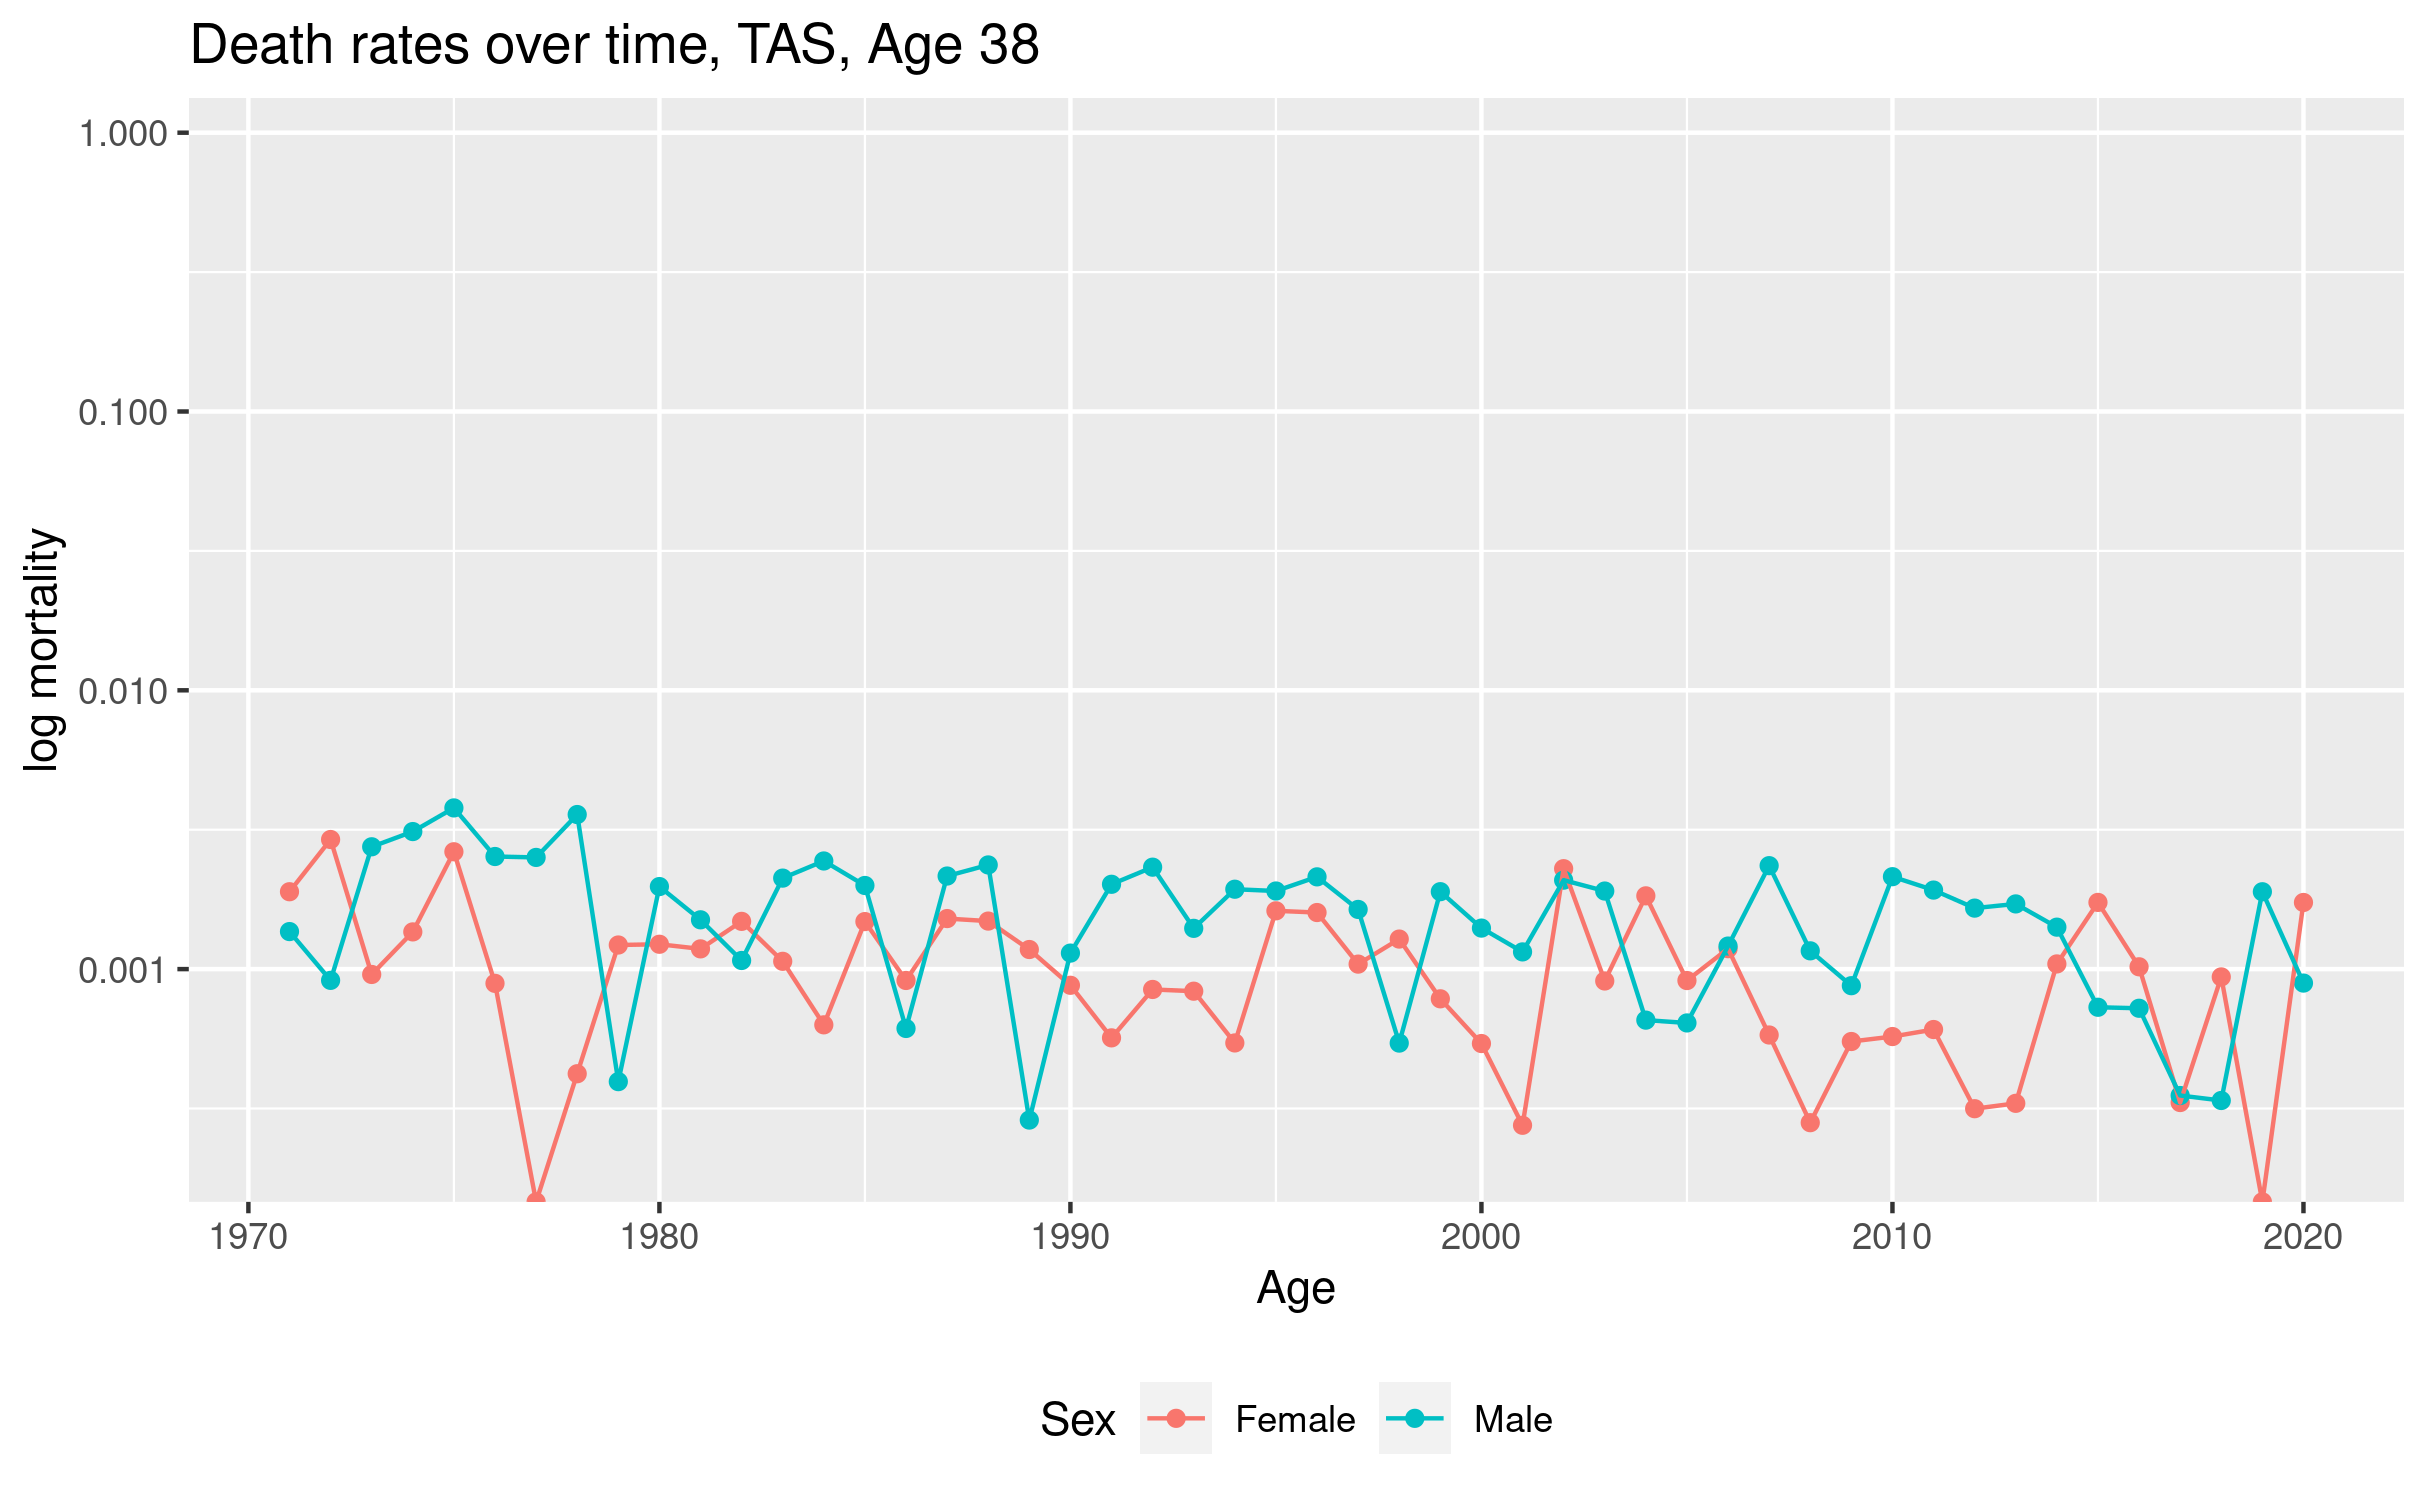 Death rates over time, TAS, Age 38
log mortality
1.000
0.100
0.010
0.001
1970 1980 1990 2000 2010 2020
Age
Sex Female Male